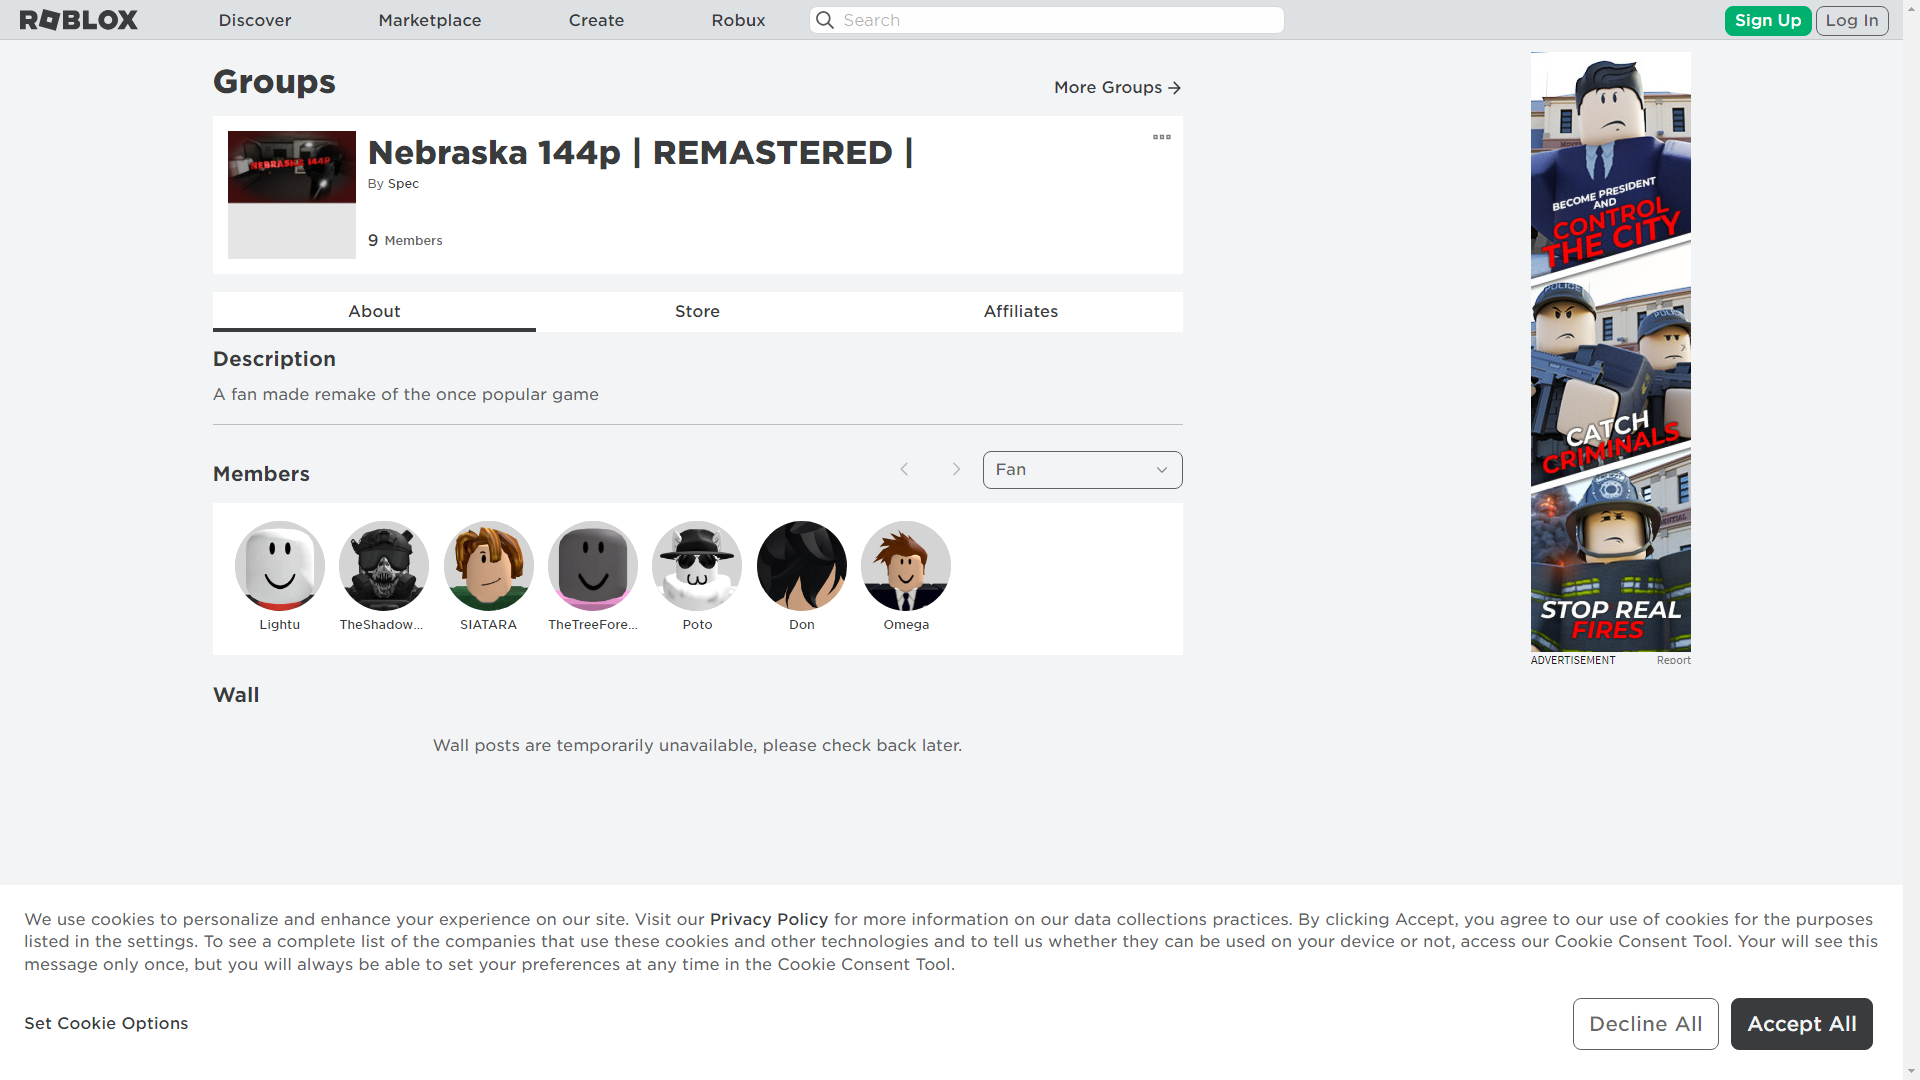 ROBLOX
Discover
Marketplace
Create
Robux
Search
Sign Up
Log In
Groups
More Groups
NEBRASKA 144P
Nebraska 144p | REMASTERED |
By Spec
9 Members
About
Store
Affiliates
Description
A fan made remake of the once popular game
Members
Fan
Lightu
TheShadow...
SIATARA
TheTreeFore...
Poto
Don
Omega
Wall
Wall posts are temporarily unavailable, please check back later.
BECOME PRESIDENT
AND
CONTROL
THE CITY
POLICE
CATCH
CRIMINALS
STOP REAL
FIRES
ADVERTISEMENT
Report
We use cookies to personalize and enhance your experience on our site. Visit our Privacy Policy for more information on our data collections practices. By clicking Accept, you agree to our use of cookies for the purposes
listed in the settings. To see a complete list of the companies that use these cookies and other technologies and to tell us whether they can be used on your device or not, access our Cookie Consent Tool. Your will see this
message only once, but you will always be able to set your preferences at any time in the Cookie Consent Tool.
Set Cookie Options
Decline All
Accept All